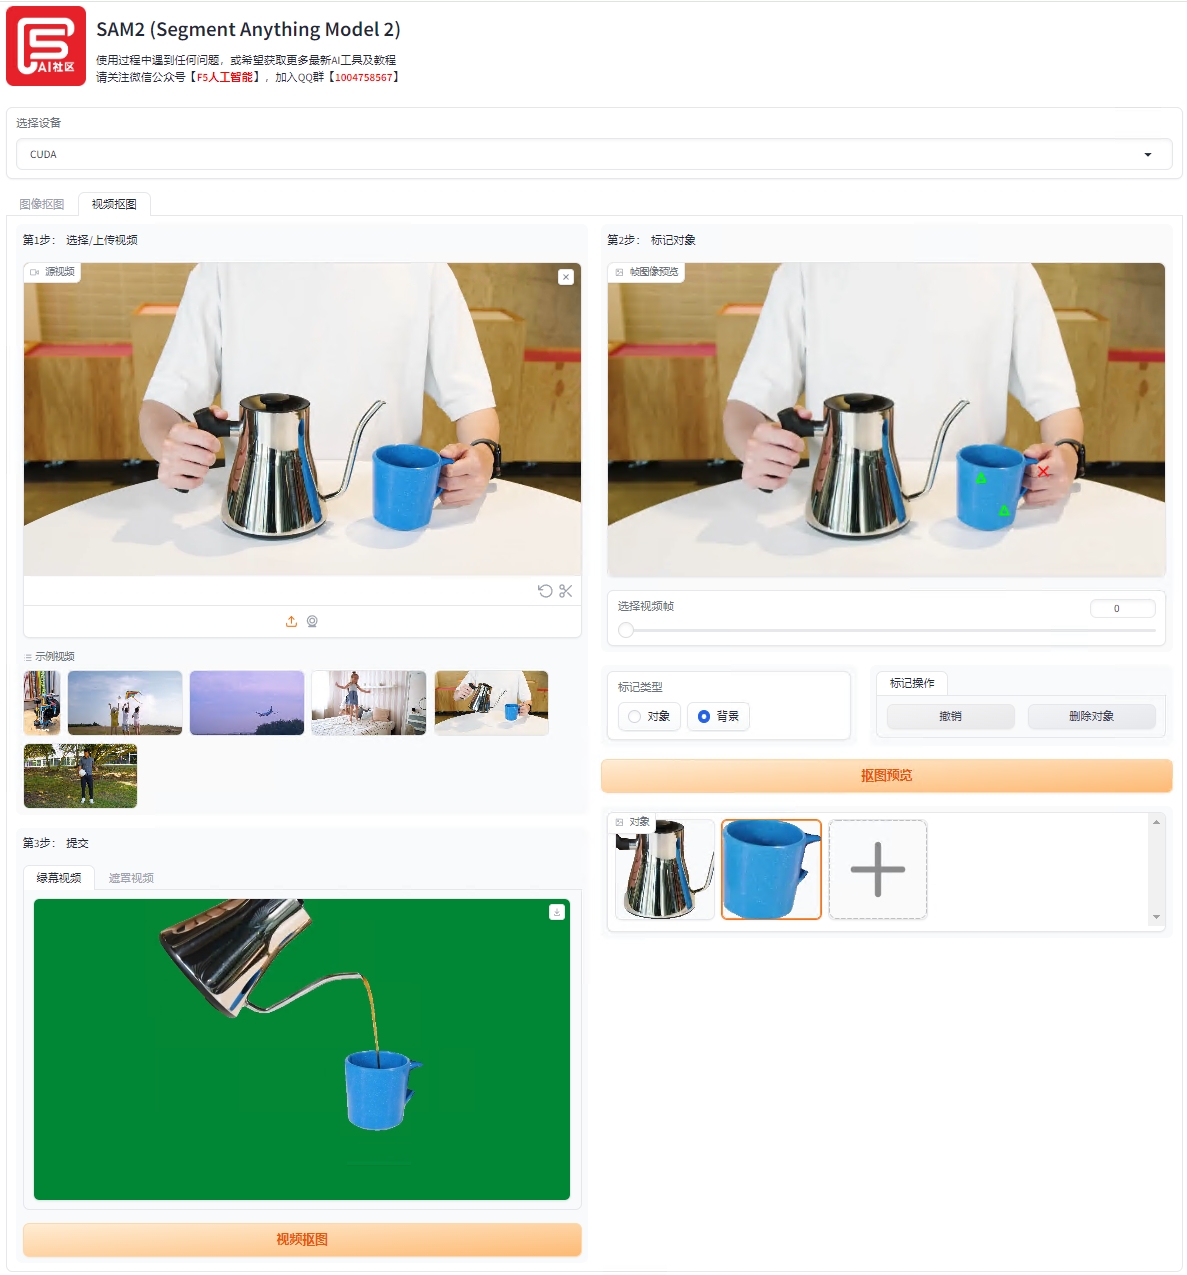 AI社区
SAM2 (Segment Anything Model 2)
使用过程中遇到任何问题，或希望获取更多最新AI工具及教程
请关注微信公众号【F5人工智能】，加入QQ群【1004758567】
选择设备
CUDA
图像抠图
视频抠图
第1步： 选择/上传视频
源视频
示例视频
第2步： 标记对象
帧图像预览
选择视频帧
0
标记类型
对象
背景
标记操作
撤销
删除对象
抠图预览
对象
第3步： 提交
绿幕视频
遮罩视频
视频抠图